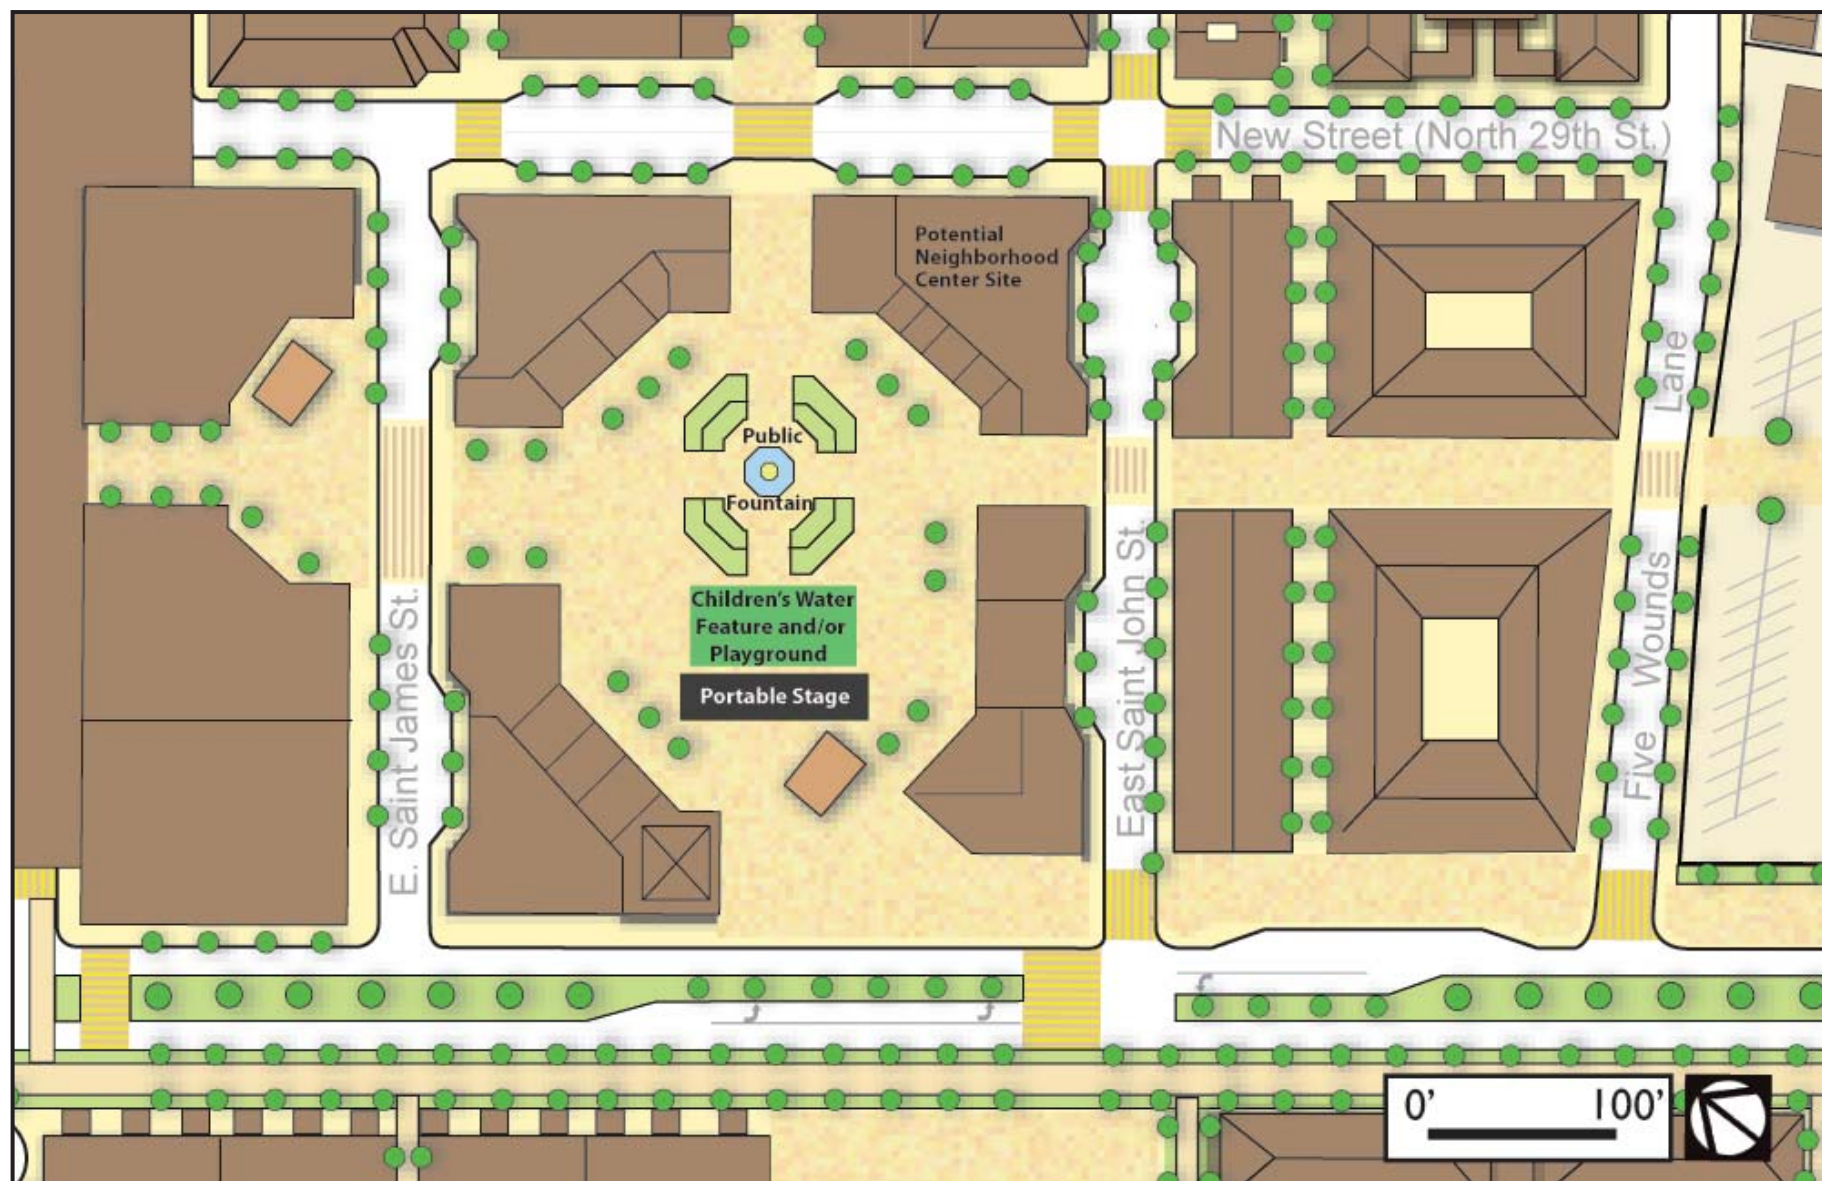 New Street (North 29th St.)
Potential
Neighborhood
Center Site
Public
Fountain
Children's Water
Feature and/or
Playground
Portable Stage
E. Saint James St.
East Saint John St.
Five Wounds Lane
0' 100'